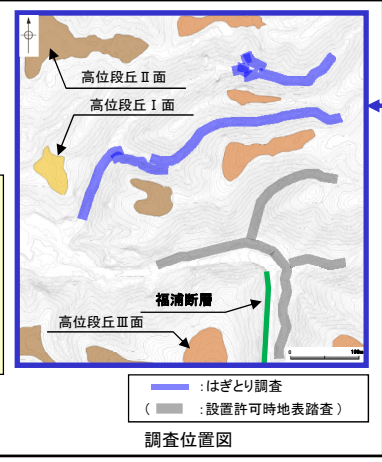 高位段丘Ⅱ面
高位段丘Ⅰ面
福浦断層
高位段丘Ⅲ面
0 100m
:はぎとり調査
( :設置許可時地表踏査)
調査位置図